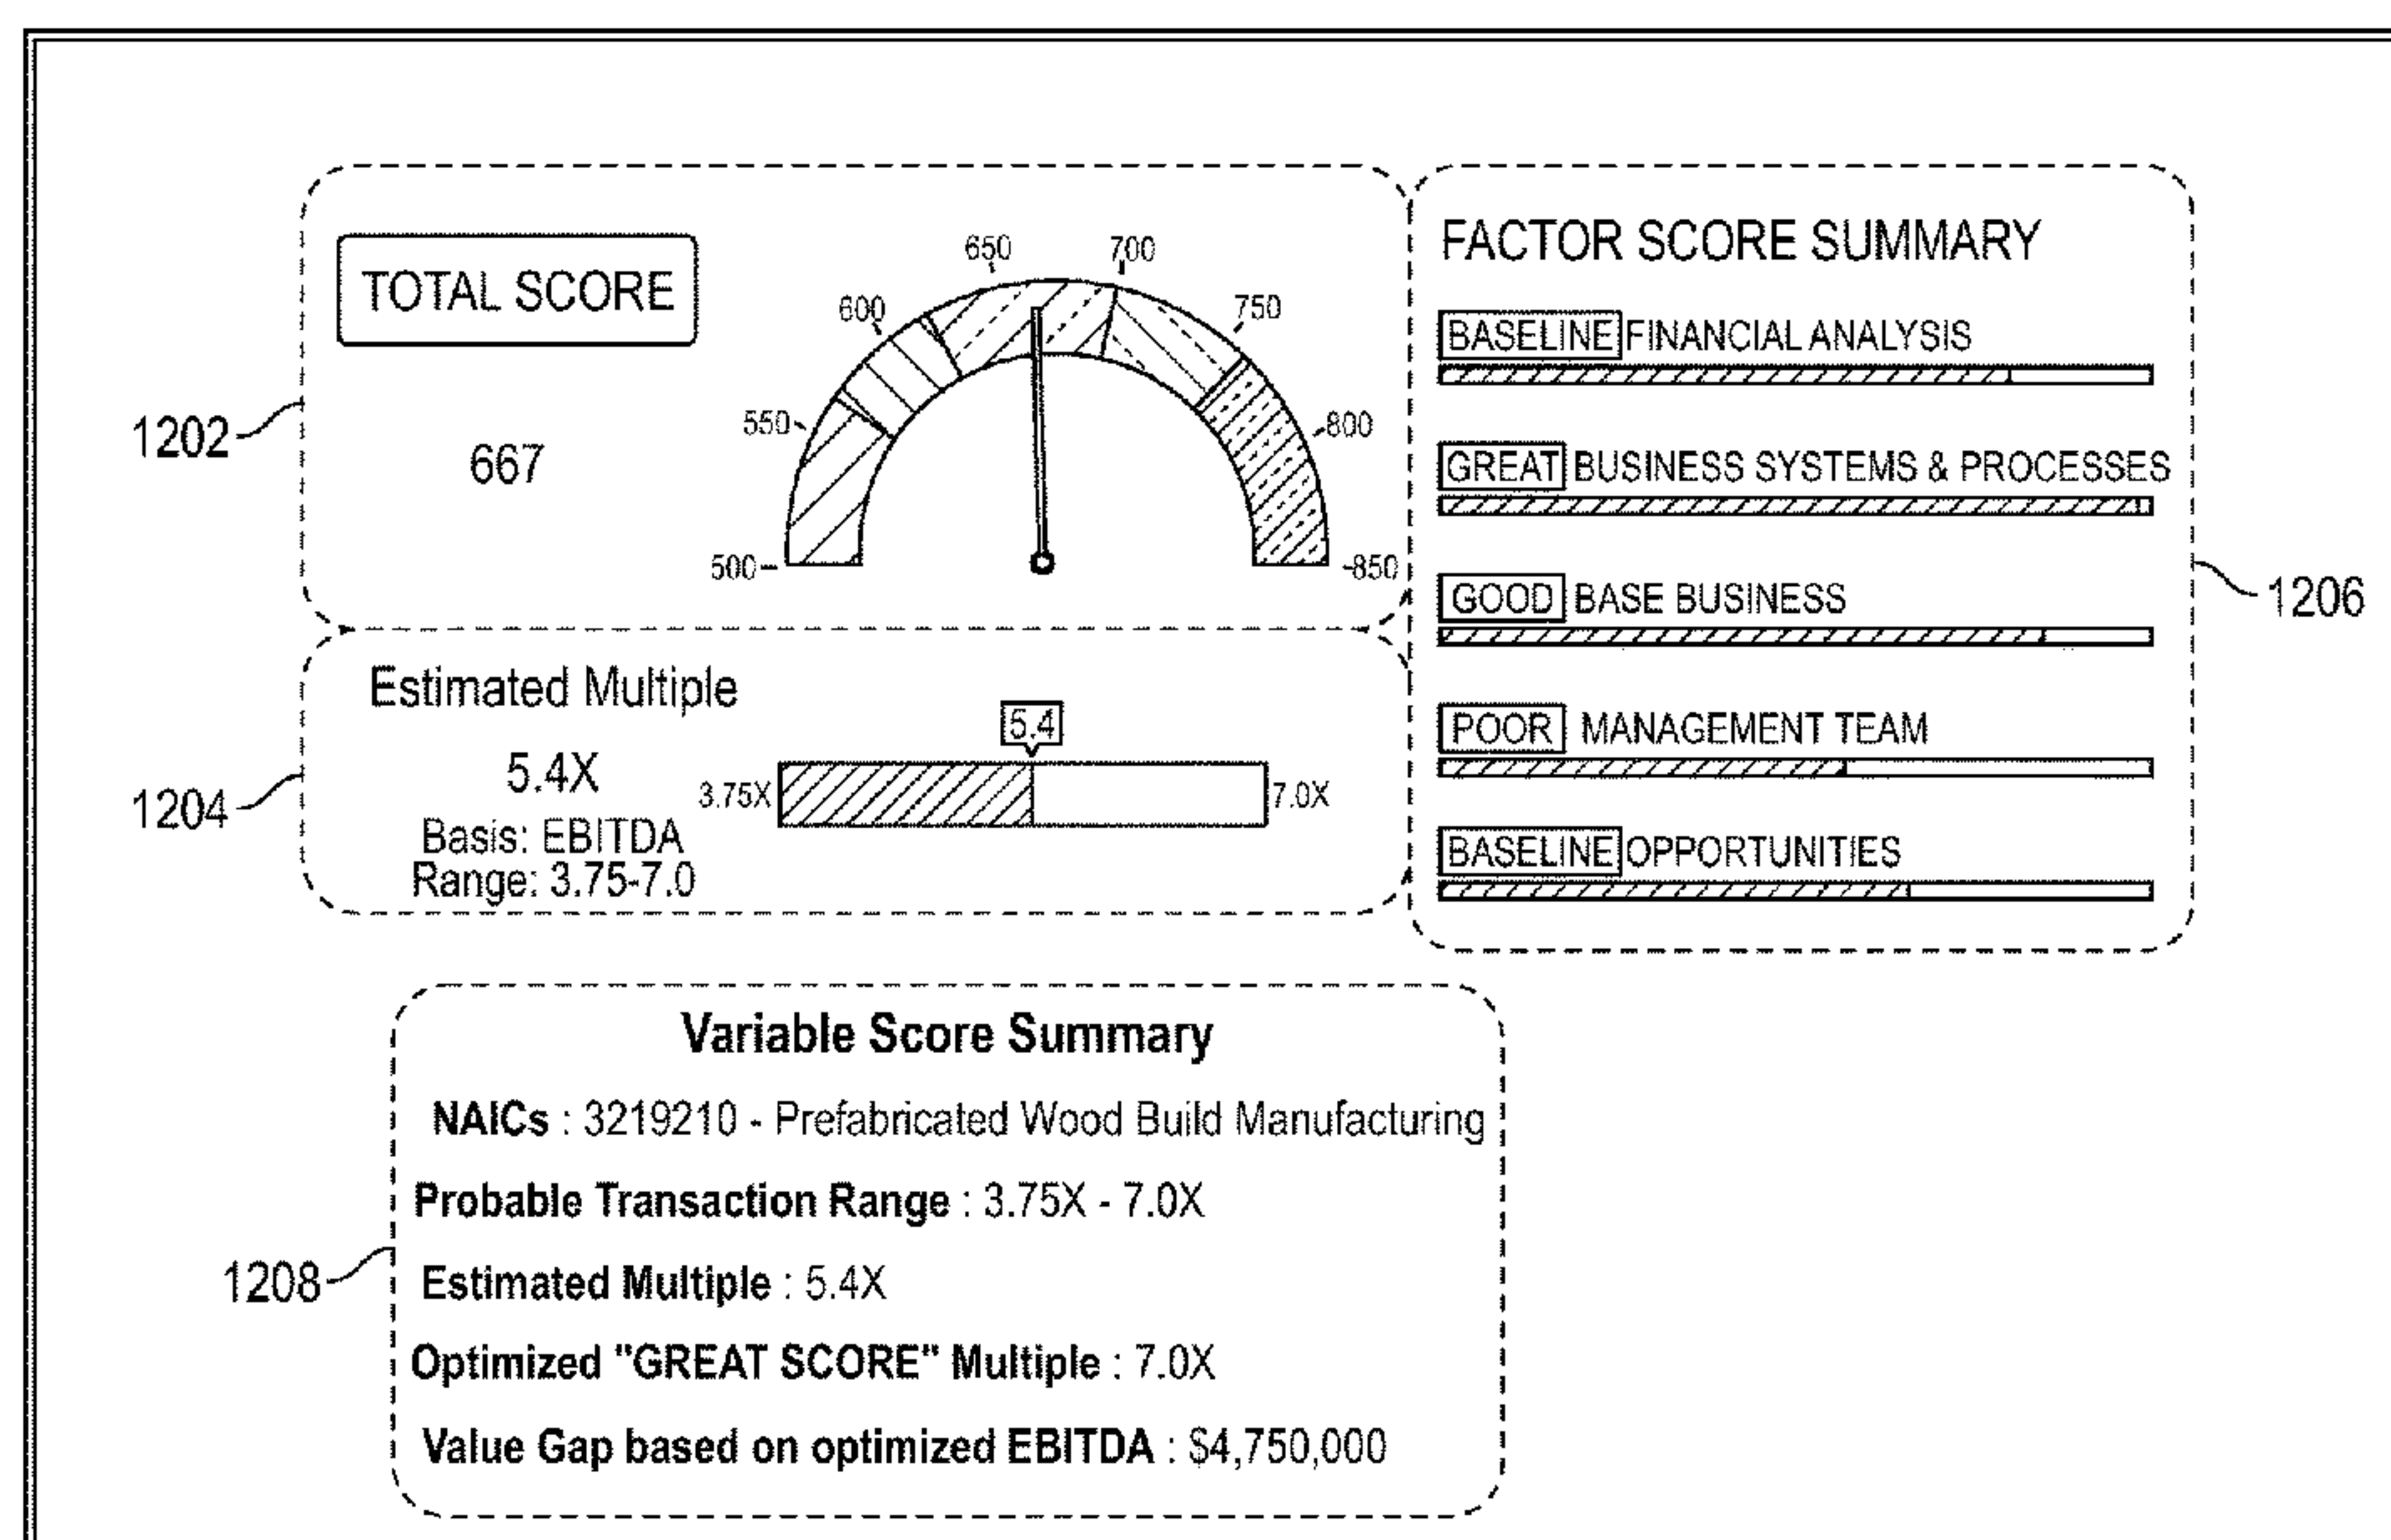 1202
TOTAL SCORE
667
500
550
600
650
700
750
800
850
1204
Estimated Multiple
5.4X
Basis: EBITDA
Range: 3.75-7.0
3.75X
5.4
7.0X
1206
FACTOR SCORE SUMMARY
BASELINE FINANCIAL ANALYSIS
GREAT BUSINESS SYSTEMS & PROCESSES
GOOD BASE BUSINESS
POOR MANAGEMENT TEAM
BASELINE OPPORTUNITIES
1208
Variable Score Summary
NAICs : 3219210 - Prefabricated Wood Build Manufacturing
Probable Transaction Range : 3.75X - 7.0X
Estimated Multiple : 5.4X
Optimized "GREAT SCORE" Multiple : 7.0X
Value Gap based on optimized EBITDA : $4,750,000